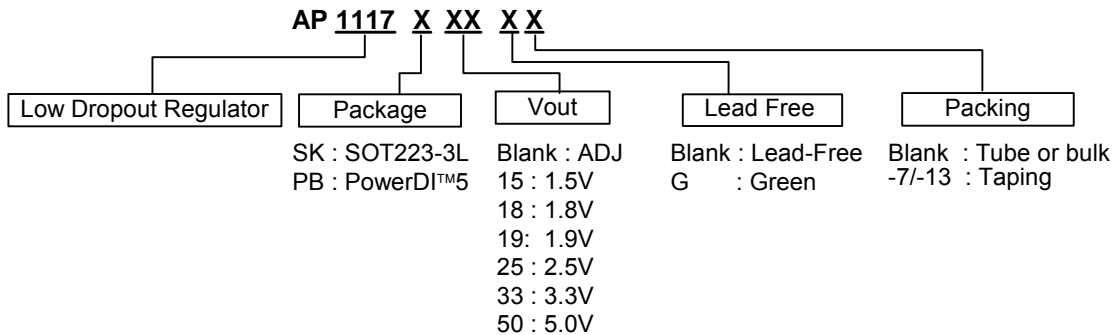 AP 1117 X XX X X
Low Dropout Regulator
Package
SK : SOT223-3L
PB : PowerDI™5
Vout
Blank : ADJ
15 : 1.5V
18 : 1.8V
19: 1.9V
25 : 2.5V
33 : 3.3V
50 : 5.0V
Lead Free
Blank : Lead-Free
G : Green
Packing
Blank : Tube or bulk
-7/-13 : Taping